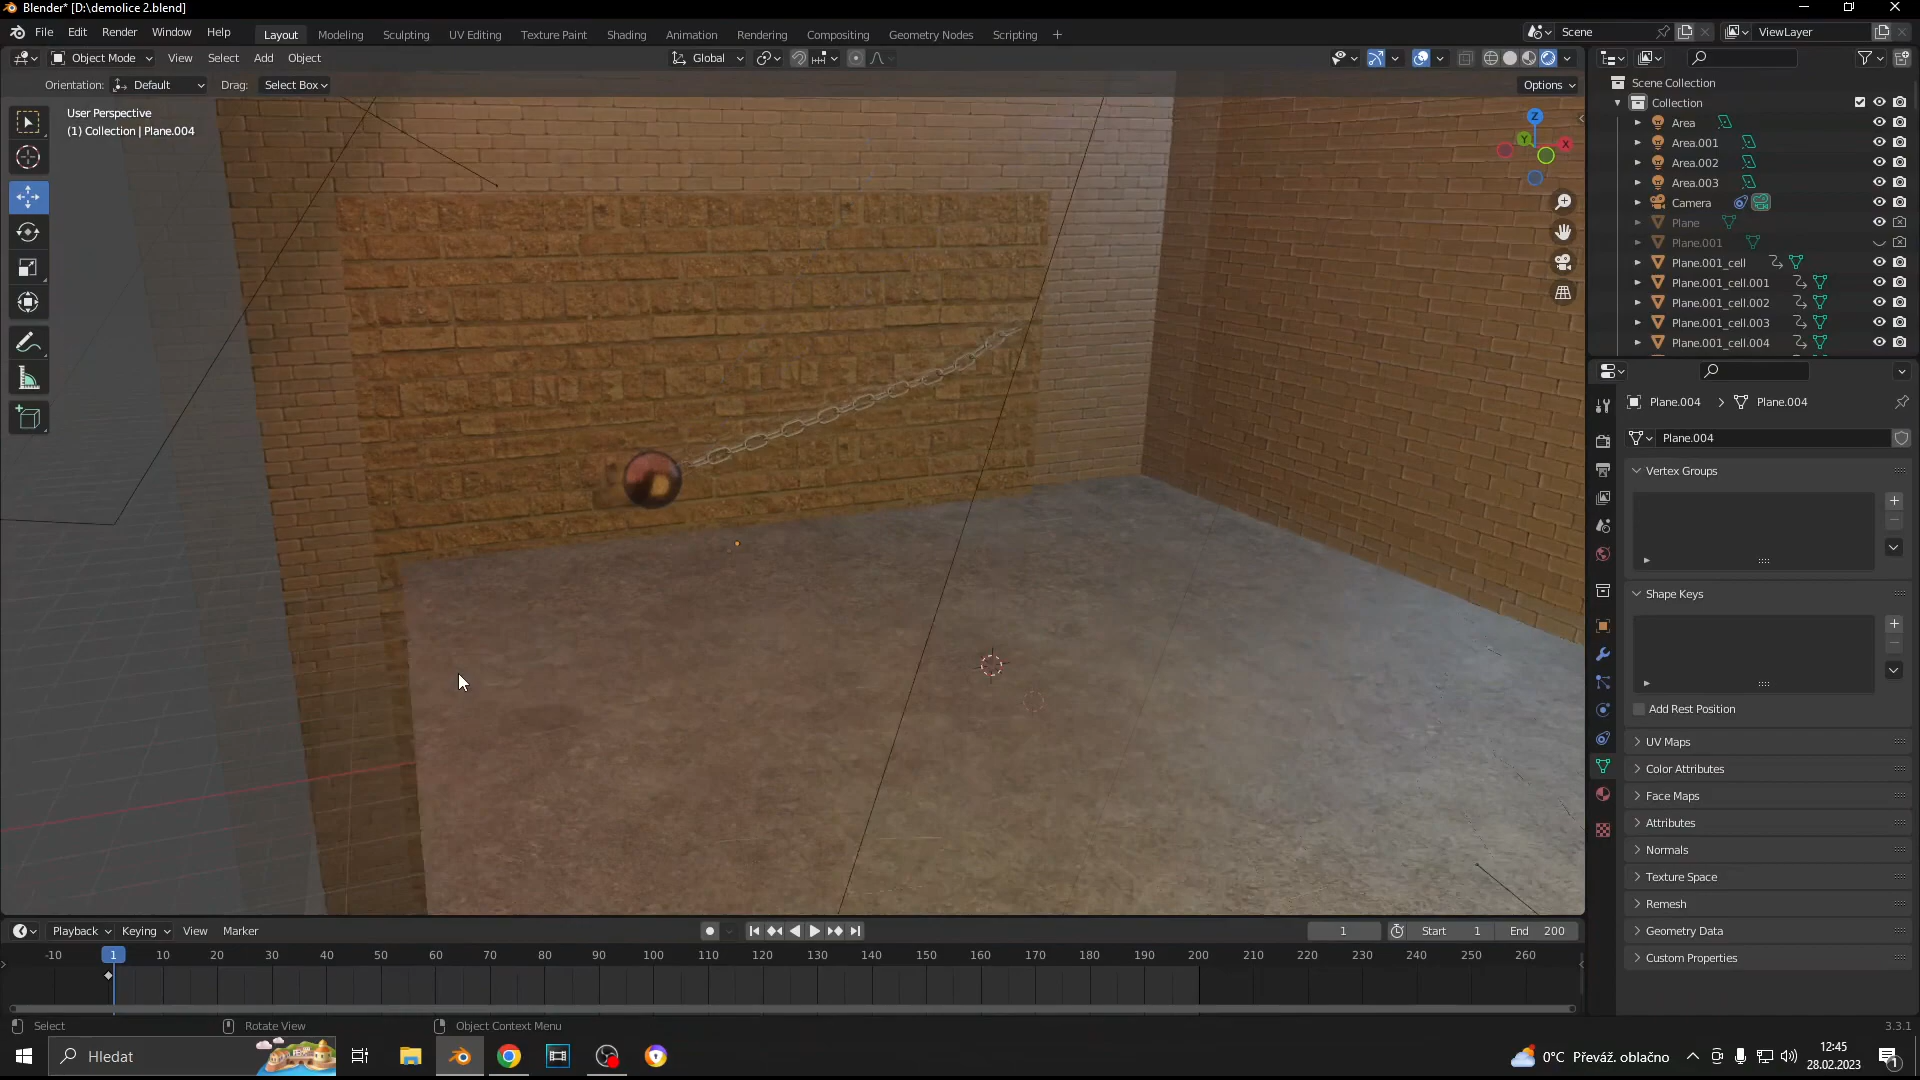 Blender* [D:\demolice 2.blend]
File Edit Render Window Help
Layout Modeling Sculpting UV Editing Texture Paint Shading Animation Rendering Compositing Geometry Nodes Scripting +
Scene
ViewLayer
Object Mode View Select Add Object
Global
Orientation: Default Drag: Select Box
Options
User Perspective
(1) Collection | Plane.004
Z
Y
X
Scene Collection
Collection
Area
Area.001
Area.002
Area.003
Camera
Plane
Plane.001
Plane.001_cell
Plane.001_cell.001
Plane.001_cell.002
Plane.001_cell.003
Plane.001_cell.004
Plane.004 > Plane.004
Plane.004
Vertex Groups
Shape Keys
Add Rest Position
UV Maps
Color Attributes
Face Maps
Attributes
Normals
Texture Space
Remesh
Geometry Data
Custom Properties
Playback Keying View Marker
1 Start 1 End 200
-10 1 10 20 30 40 50 60 70 80 90 100 110 120 130 140 150 160 170 180 190 200 210 220 230 240 250 260
Select Rotate View Object Context Menu
3.3.1
Hledat
0°C Převáž. oblačno
12:45
28.02.2023
1